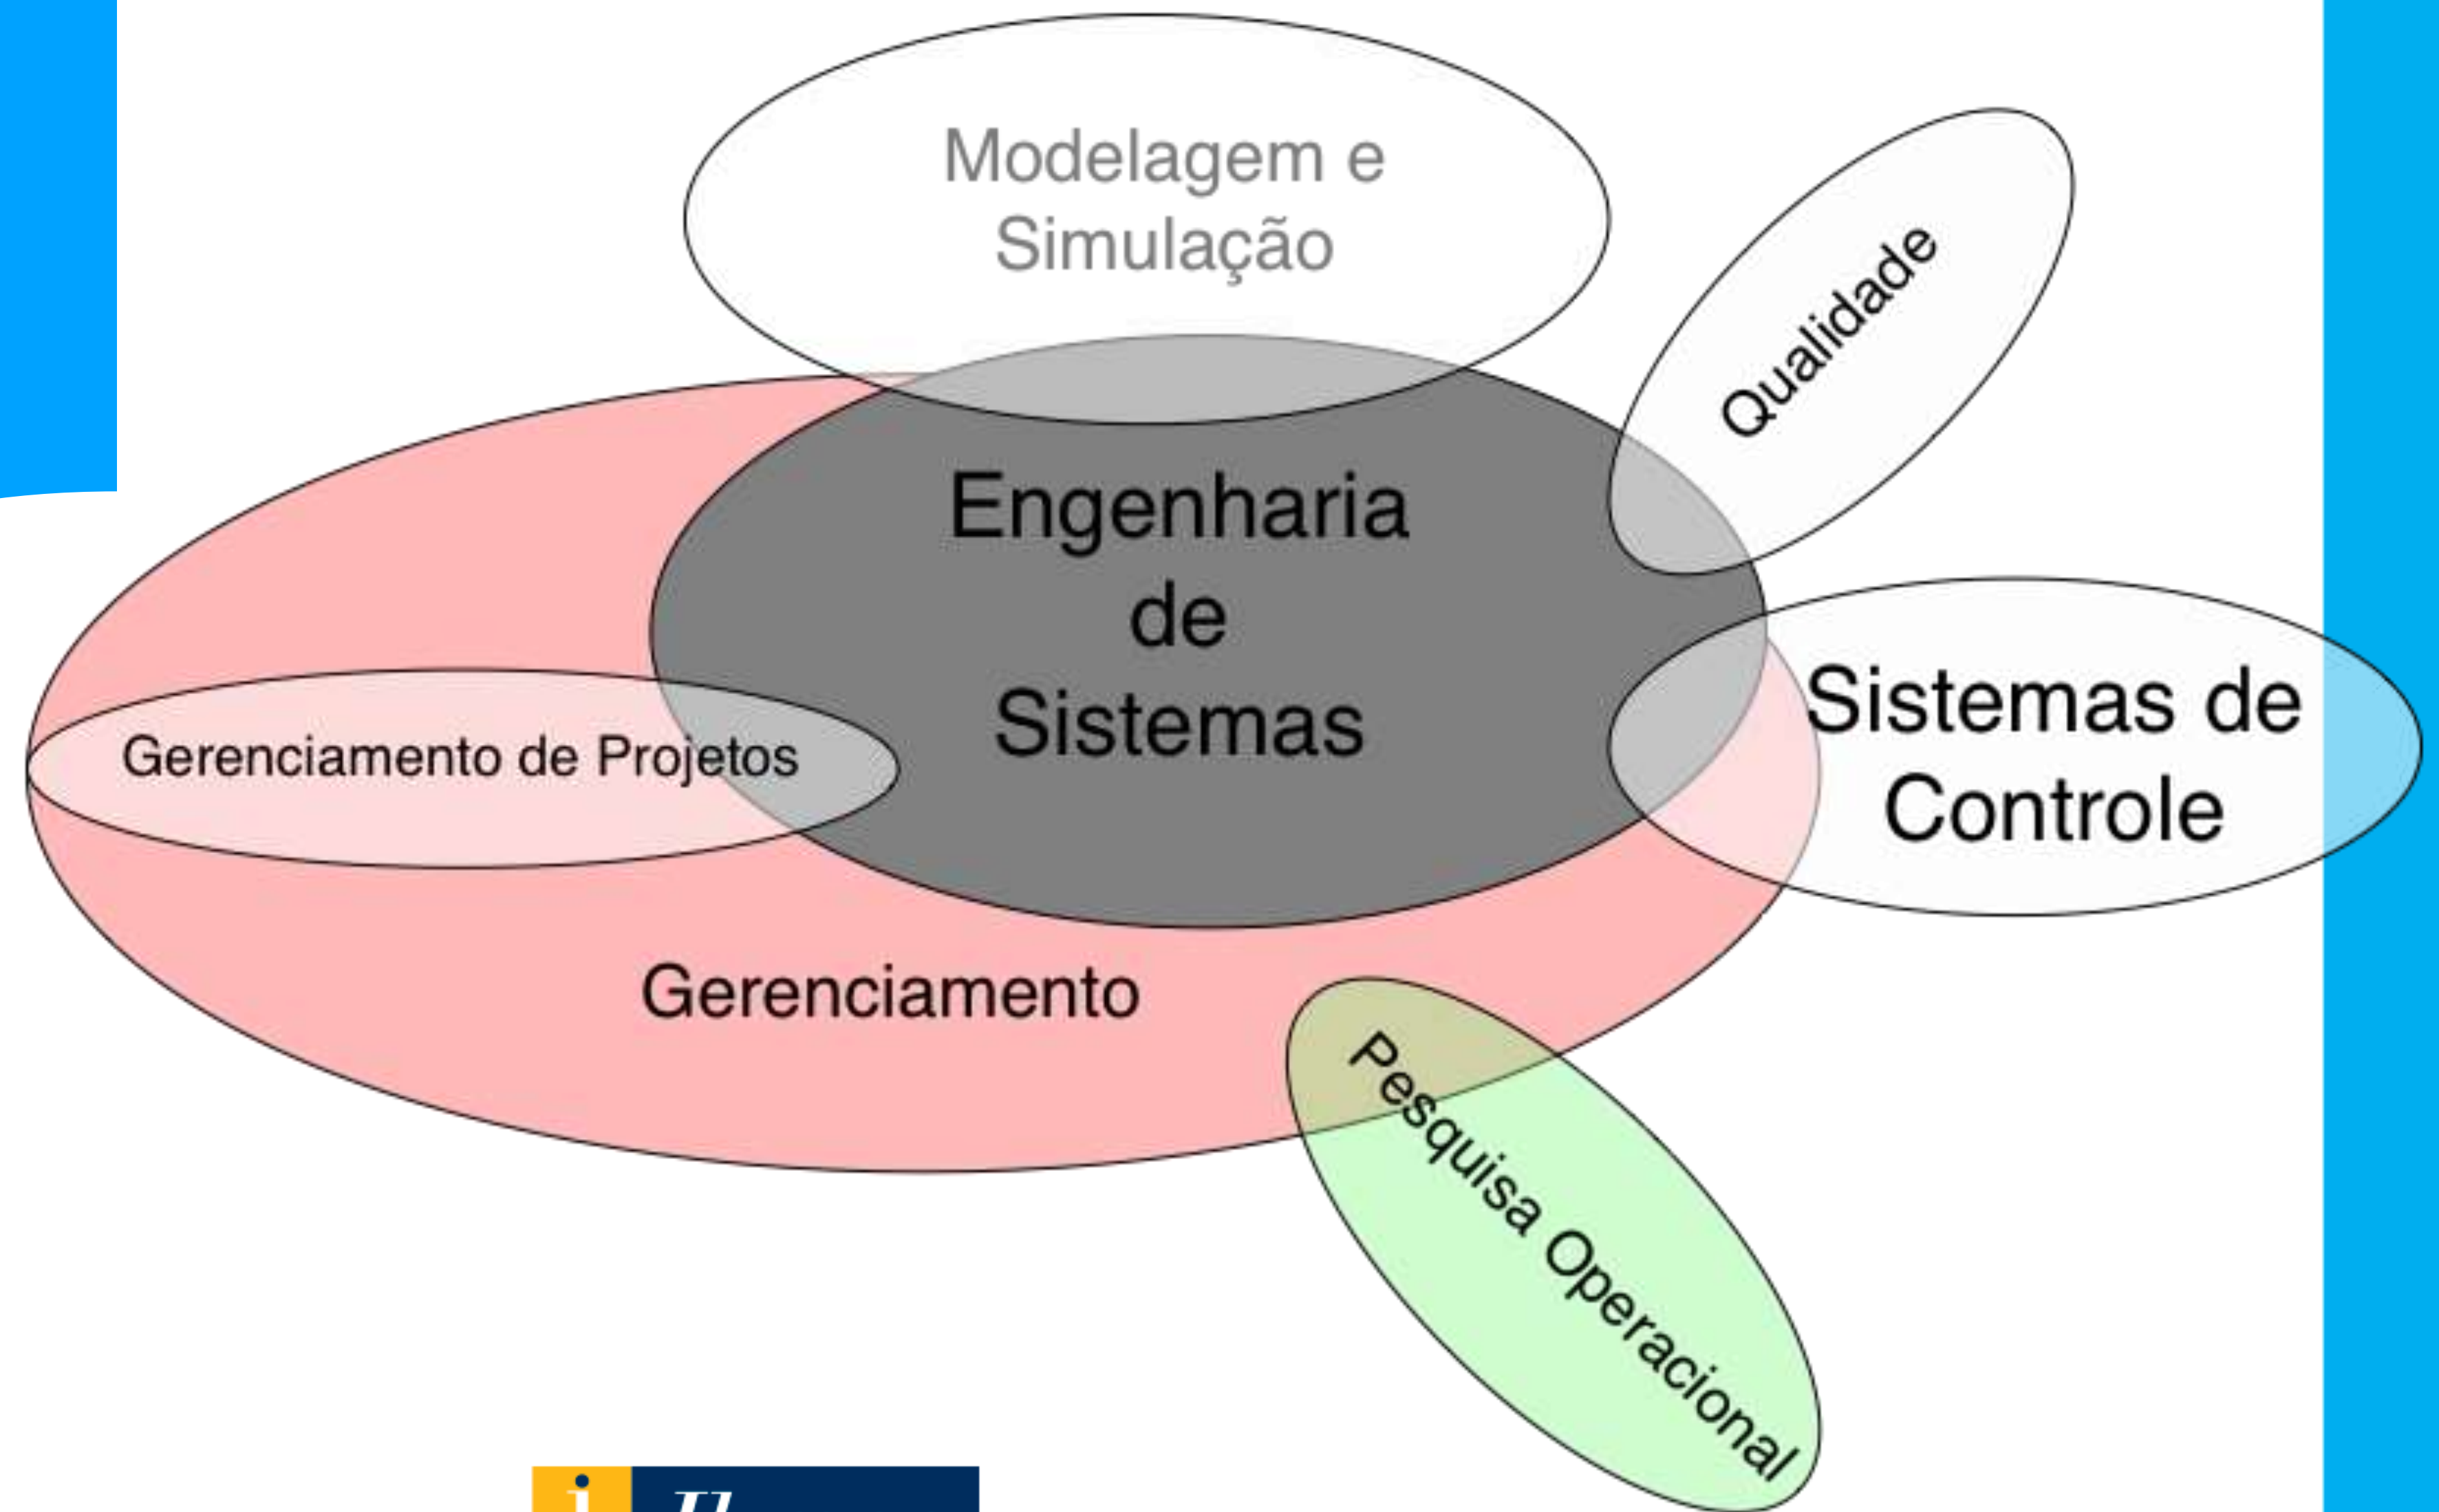 Modelagem e
Simulação
Qualidade
Engenharia
de
Sistemas
Sistemas de
Controle
Gerenciamento de Projetos
Gerenciamento
Pesquisa Operacional